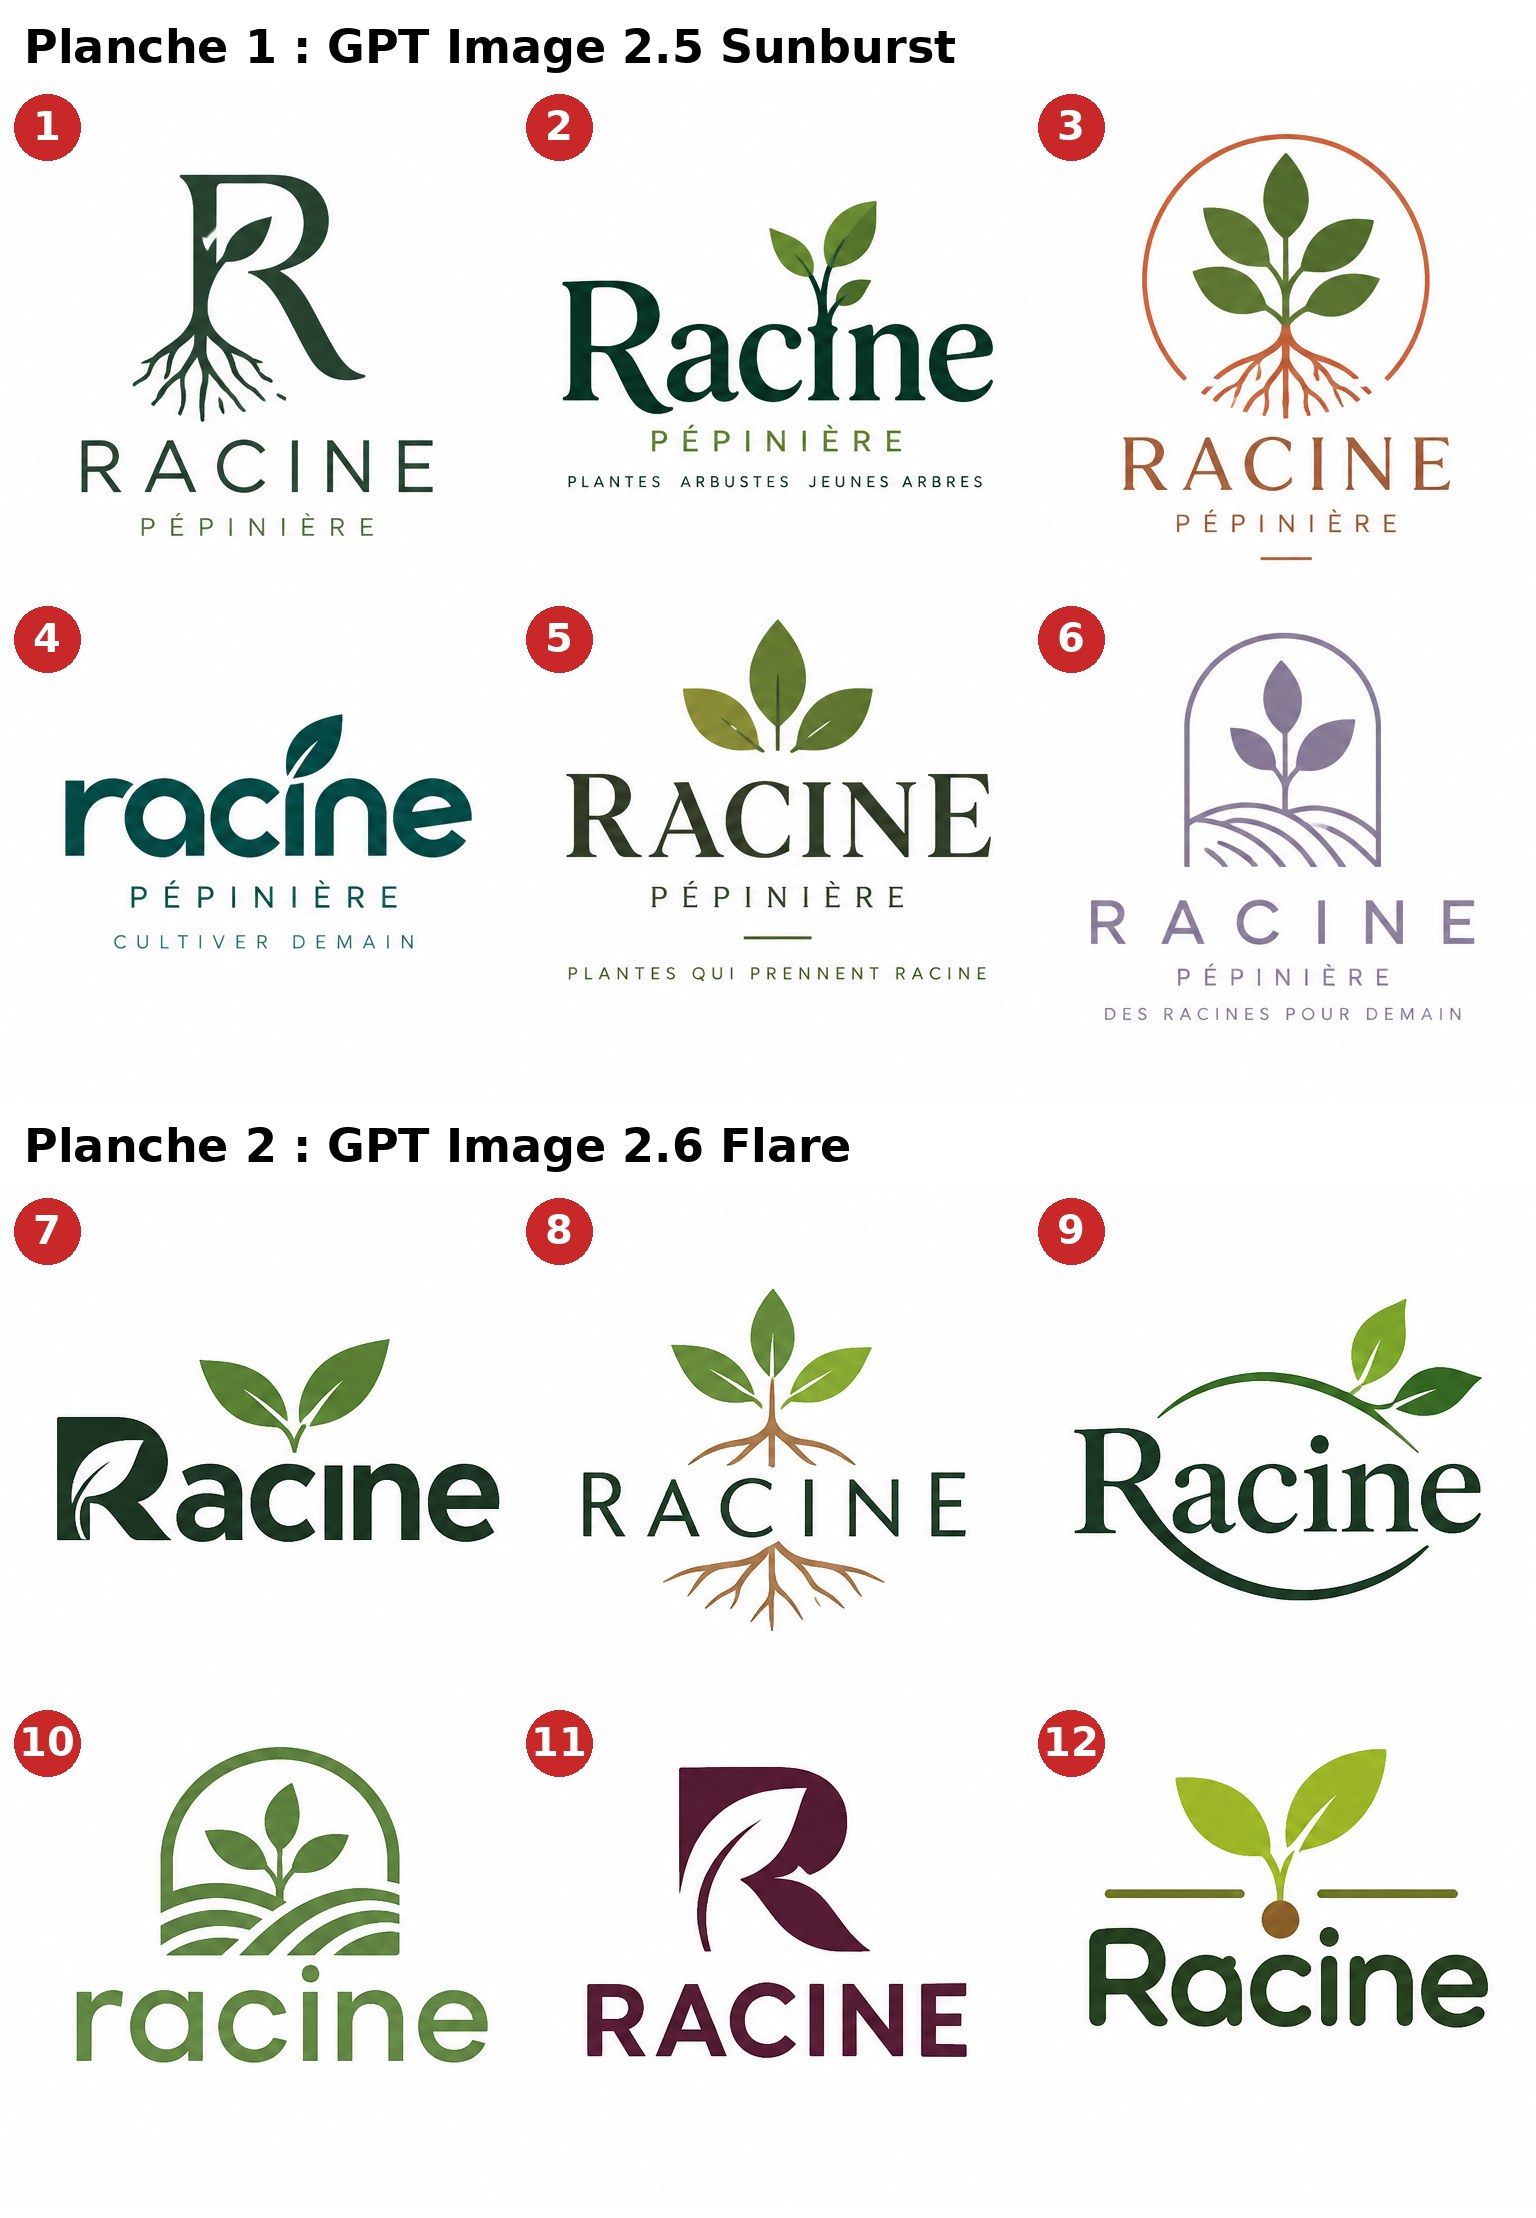 Planche 1 : GPT Image 2.5 Sunburst
1
R
RACINE
PÉPINIÈRE
2
Racine
PÉPINIÈRE
PLANTES ARBUSTES JEUNES ARBRES
3
RACINE
PÉPINIÈRE
4
racine
PÉPINIÈRE
CULTIVER DEMAIN
5
RACINE
PÉPINIÈRE
PLANTES QUI PRENNENT RACINE
6
RACINE
PÉPINIÈRE
DES RACINES POUR DEMAIN
Planche 2 : GPT Image 2.6 Flare
7
Racine
8
RACINE
9
Racine
10
racine
11
R
RACINE
12
Racine